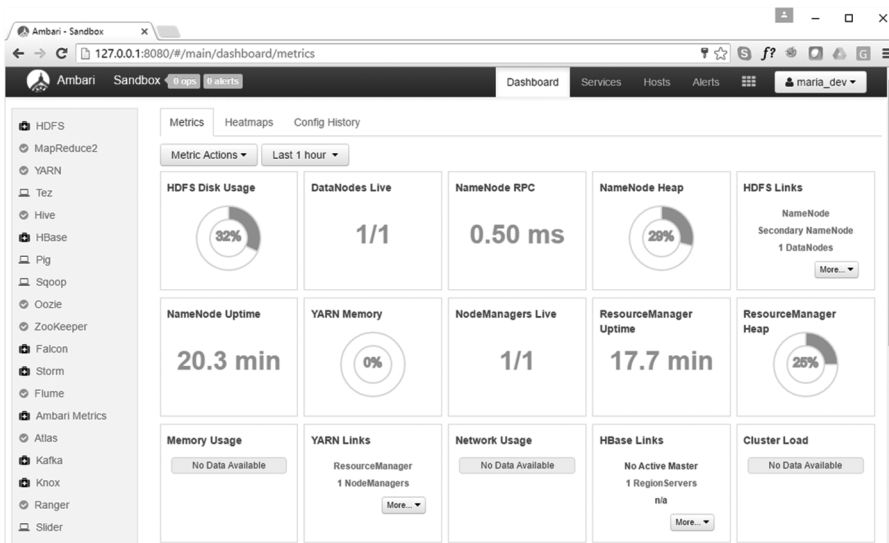 Ambari - Sandbox
127.0.0.1:8080/#/main/dashboard/metrics
Ambari Sandbox 0 ops 0 alerts Dashboard Services Hosts Alerts maria_dev
HDFS
MapReduce2
YARN
Tez
Hive
HBase
Pig
Sqoop
Oozie
ZooKeeper
Falcon
Storm
Flume
Ambari Metrics
Atlas
Kafka
Knox
Ranger
Slider
Metrics Heatmaps Config History
Metric Actions Last 1 hour
HDFS Disk Usage
32%
DataNodes Live
1/1
NameNode RPC
0.50 ms
NameNode Heap
29%
HDFS Links
NameNode
Secondary NameNode
1 DataNodes
More...
NameNode Uptime
20.3 min
YARN Memory
0%
NodeManagers Live
1/1
ResourceManager
Uptime
17.7 min
ResourceManager
Heap
25%
Memory Usage
No Data Available
YARN Links
ResourceManager
1 NodeManagers
More...
Network Usage
No Data Available
HBase Links
No Active Master
1 RegionServers
n/a
More...
Cluster Load
No Data Available